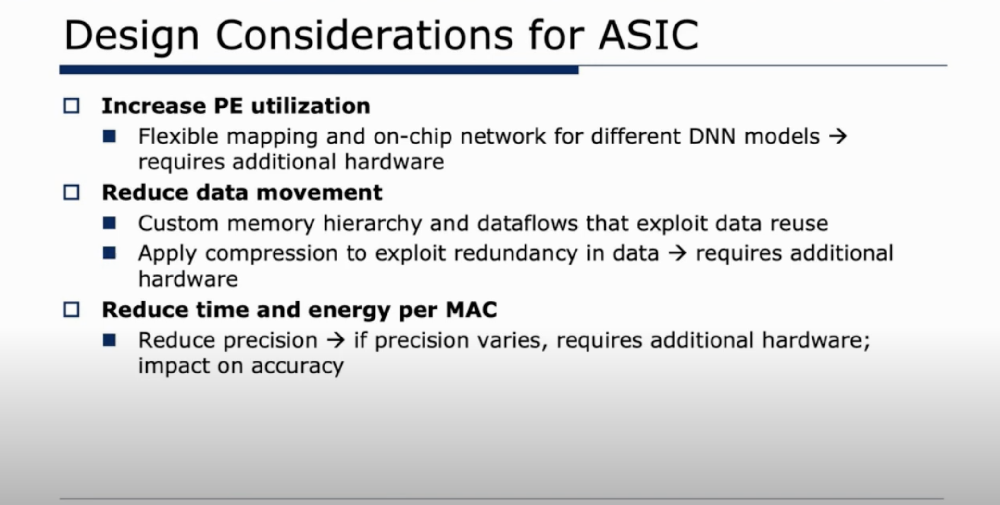 Design Considerations for ASIC
Increase PE utilization
Flexible mapping and on-chip network for different DNN models →
requires additional hardware
Reduce data movement
Custom memory hierarchy and dataflows that exploit data reuse
Apply compression to exploit redundancy in data → requires additional
hardware
Reduce time and energy per MAC
Reduce precision → if precision varies, requires additional hardware;
impact on accuracy